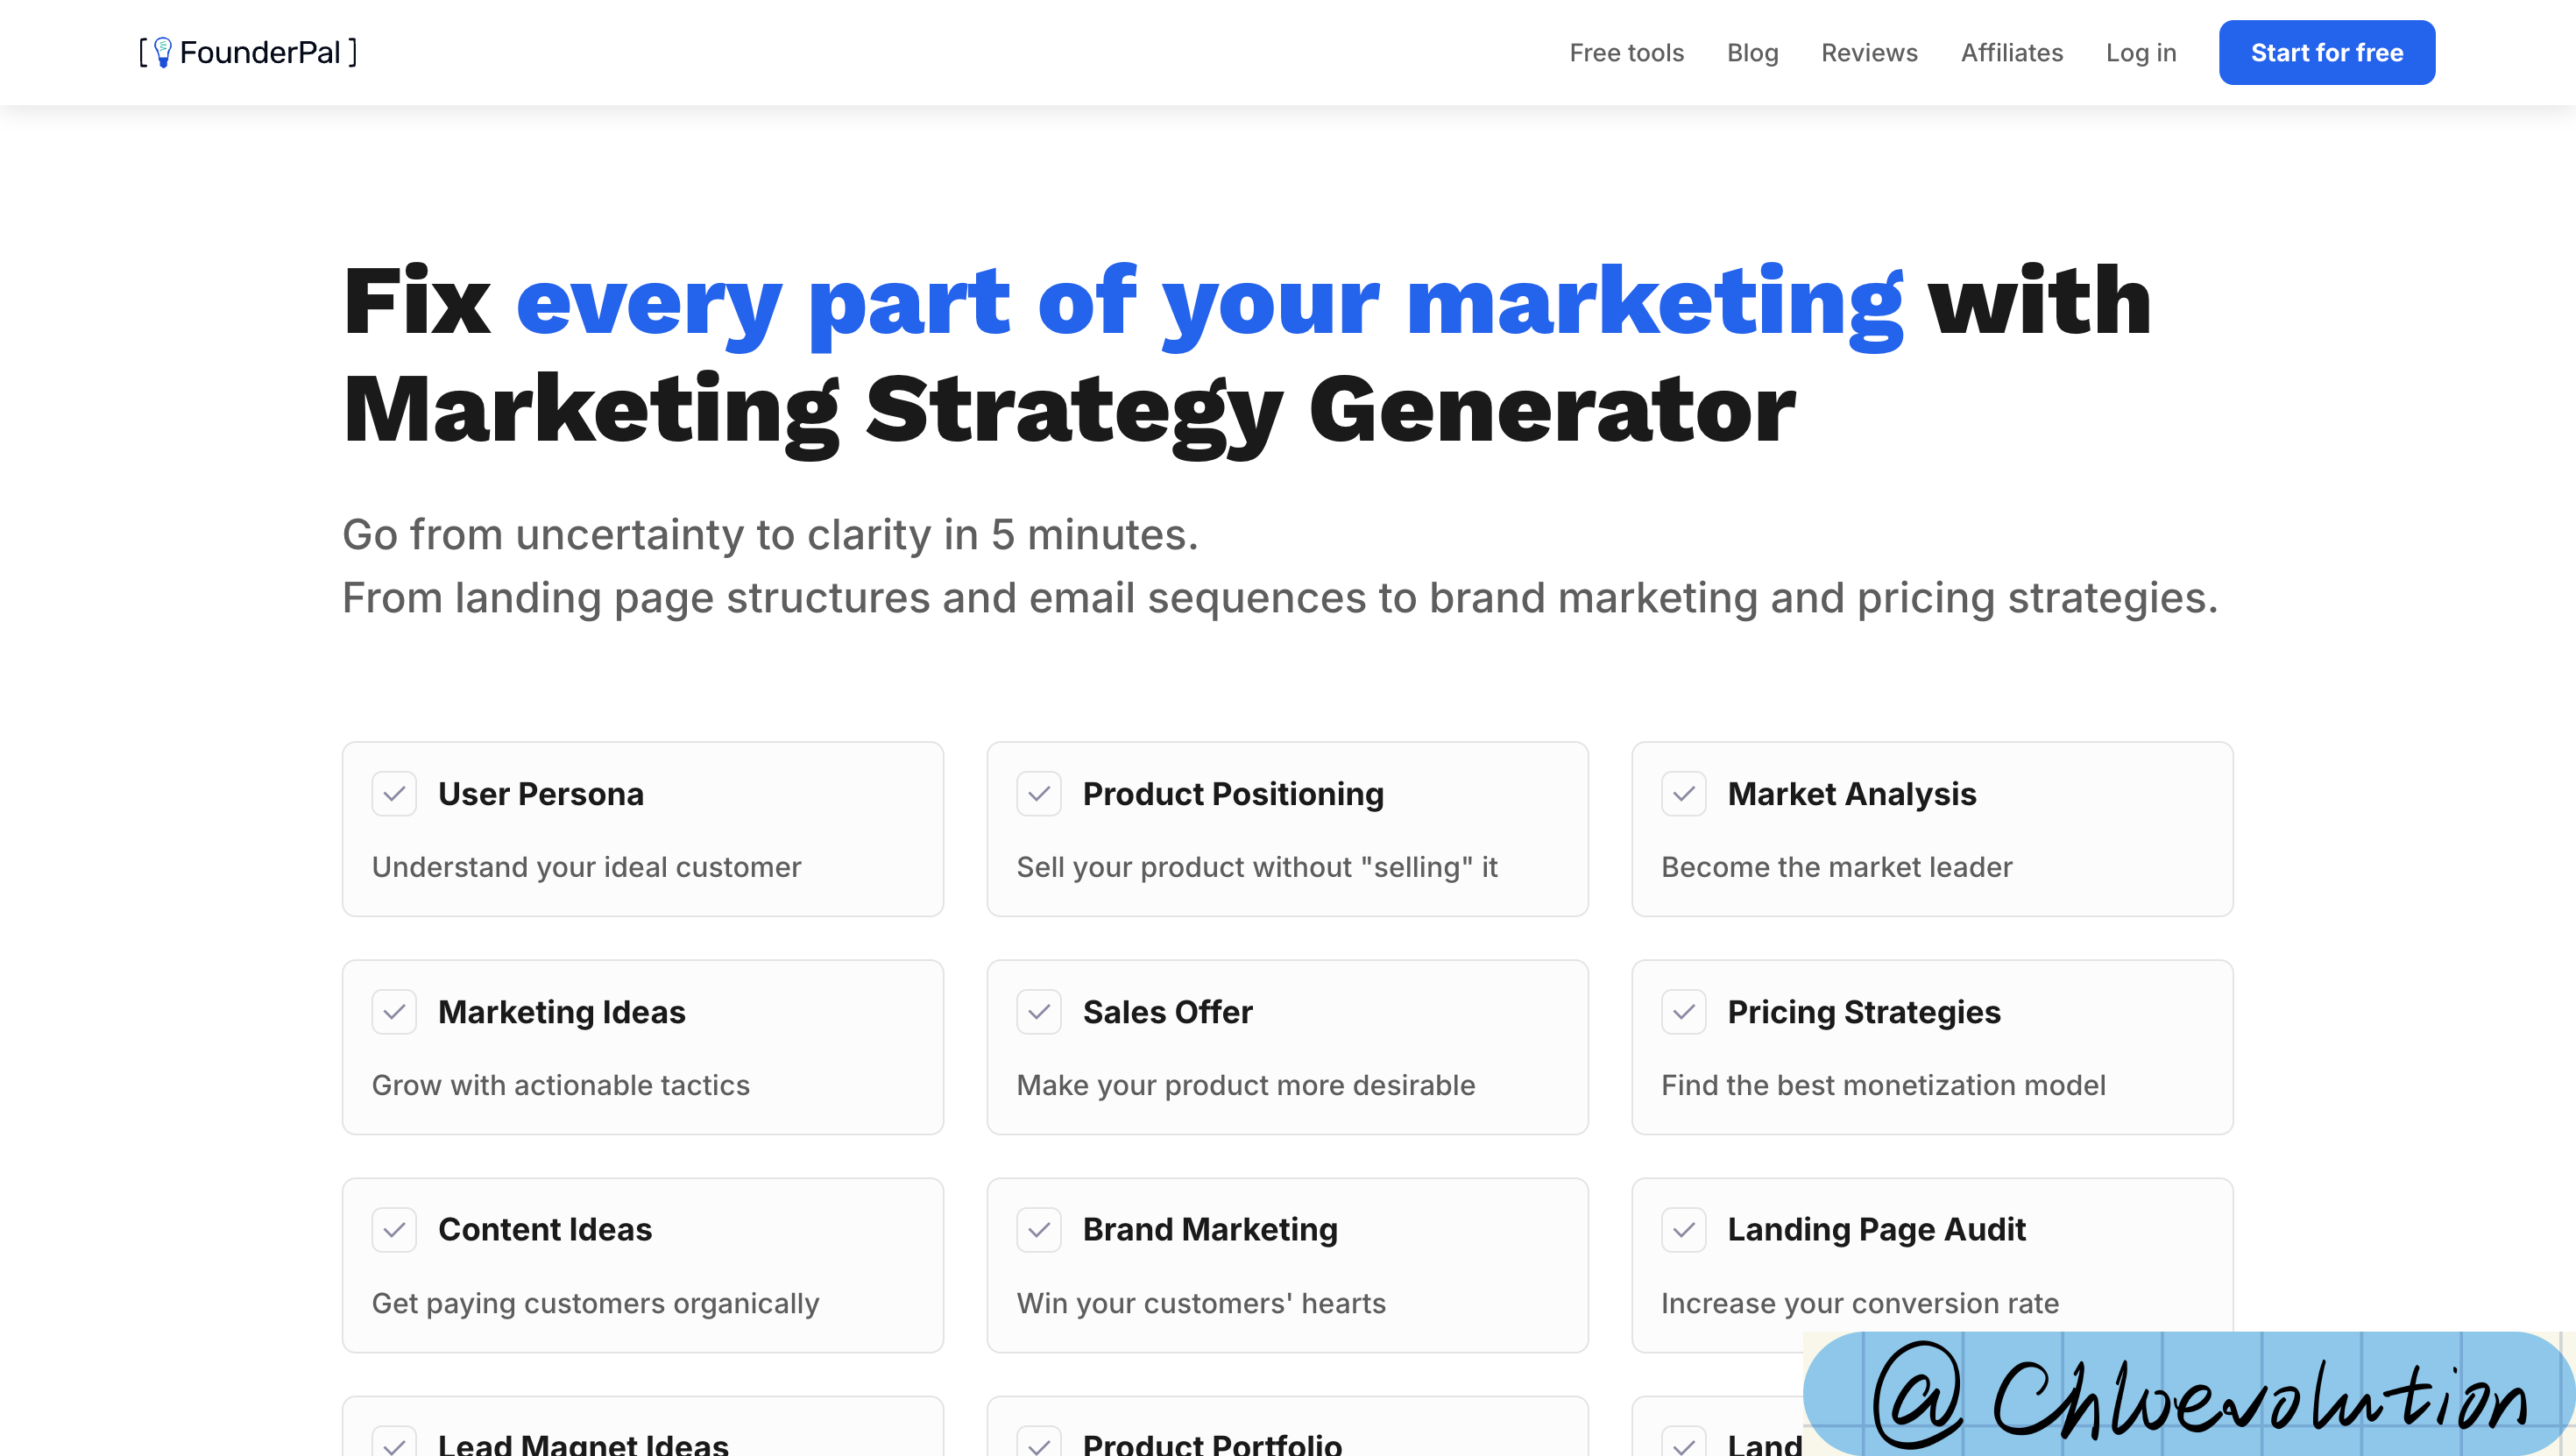 [ FounderPal ]
Free tools Blog Reviews Affiliates Log in Start for free
Fix every part of your marketing with
Marketing Strategy Generator
Go from uncertainty to clarity in 5 minutes.
From landing page structures and email sequences to brand marketing and pricing strategies.
User Persona
Understand your ideal customer
Product Positioning
Sell your product without "selling" it
Market Analysis
Become the market leader
Marketing Ideas
Grow with actionable tactics
Sales Offer
Make your product more desirable
Pricing Strategies
Find the best monetization model
Content Ideas
Get paying customers organically
Brand Marketing
Win your customers' hearts
Landing Page Audit
Increase your conversion rate
Lead Magnet Ideas
Product Portfolio
Land
@Chloevolution